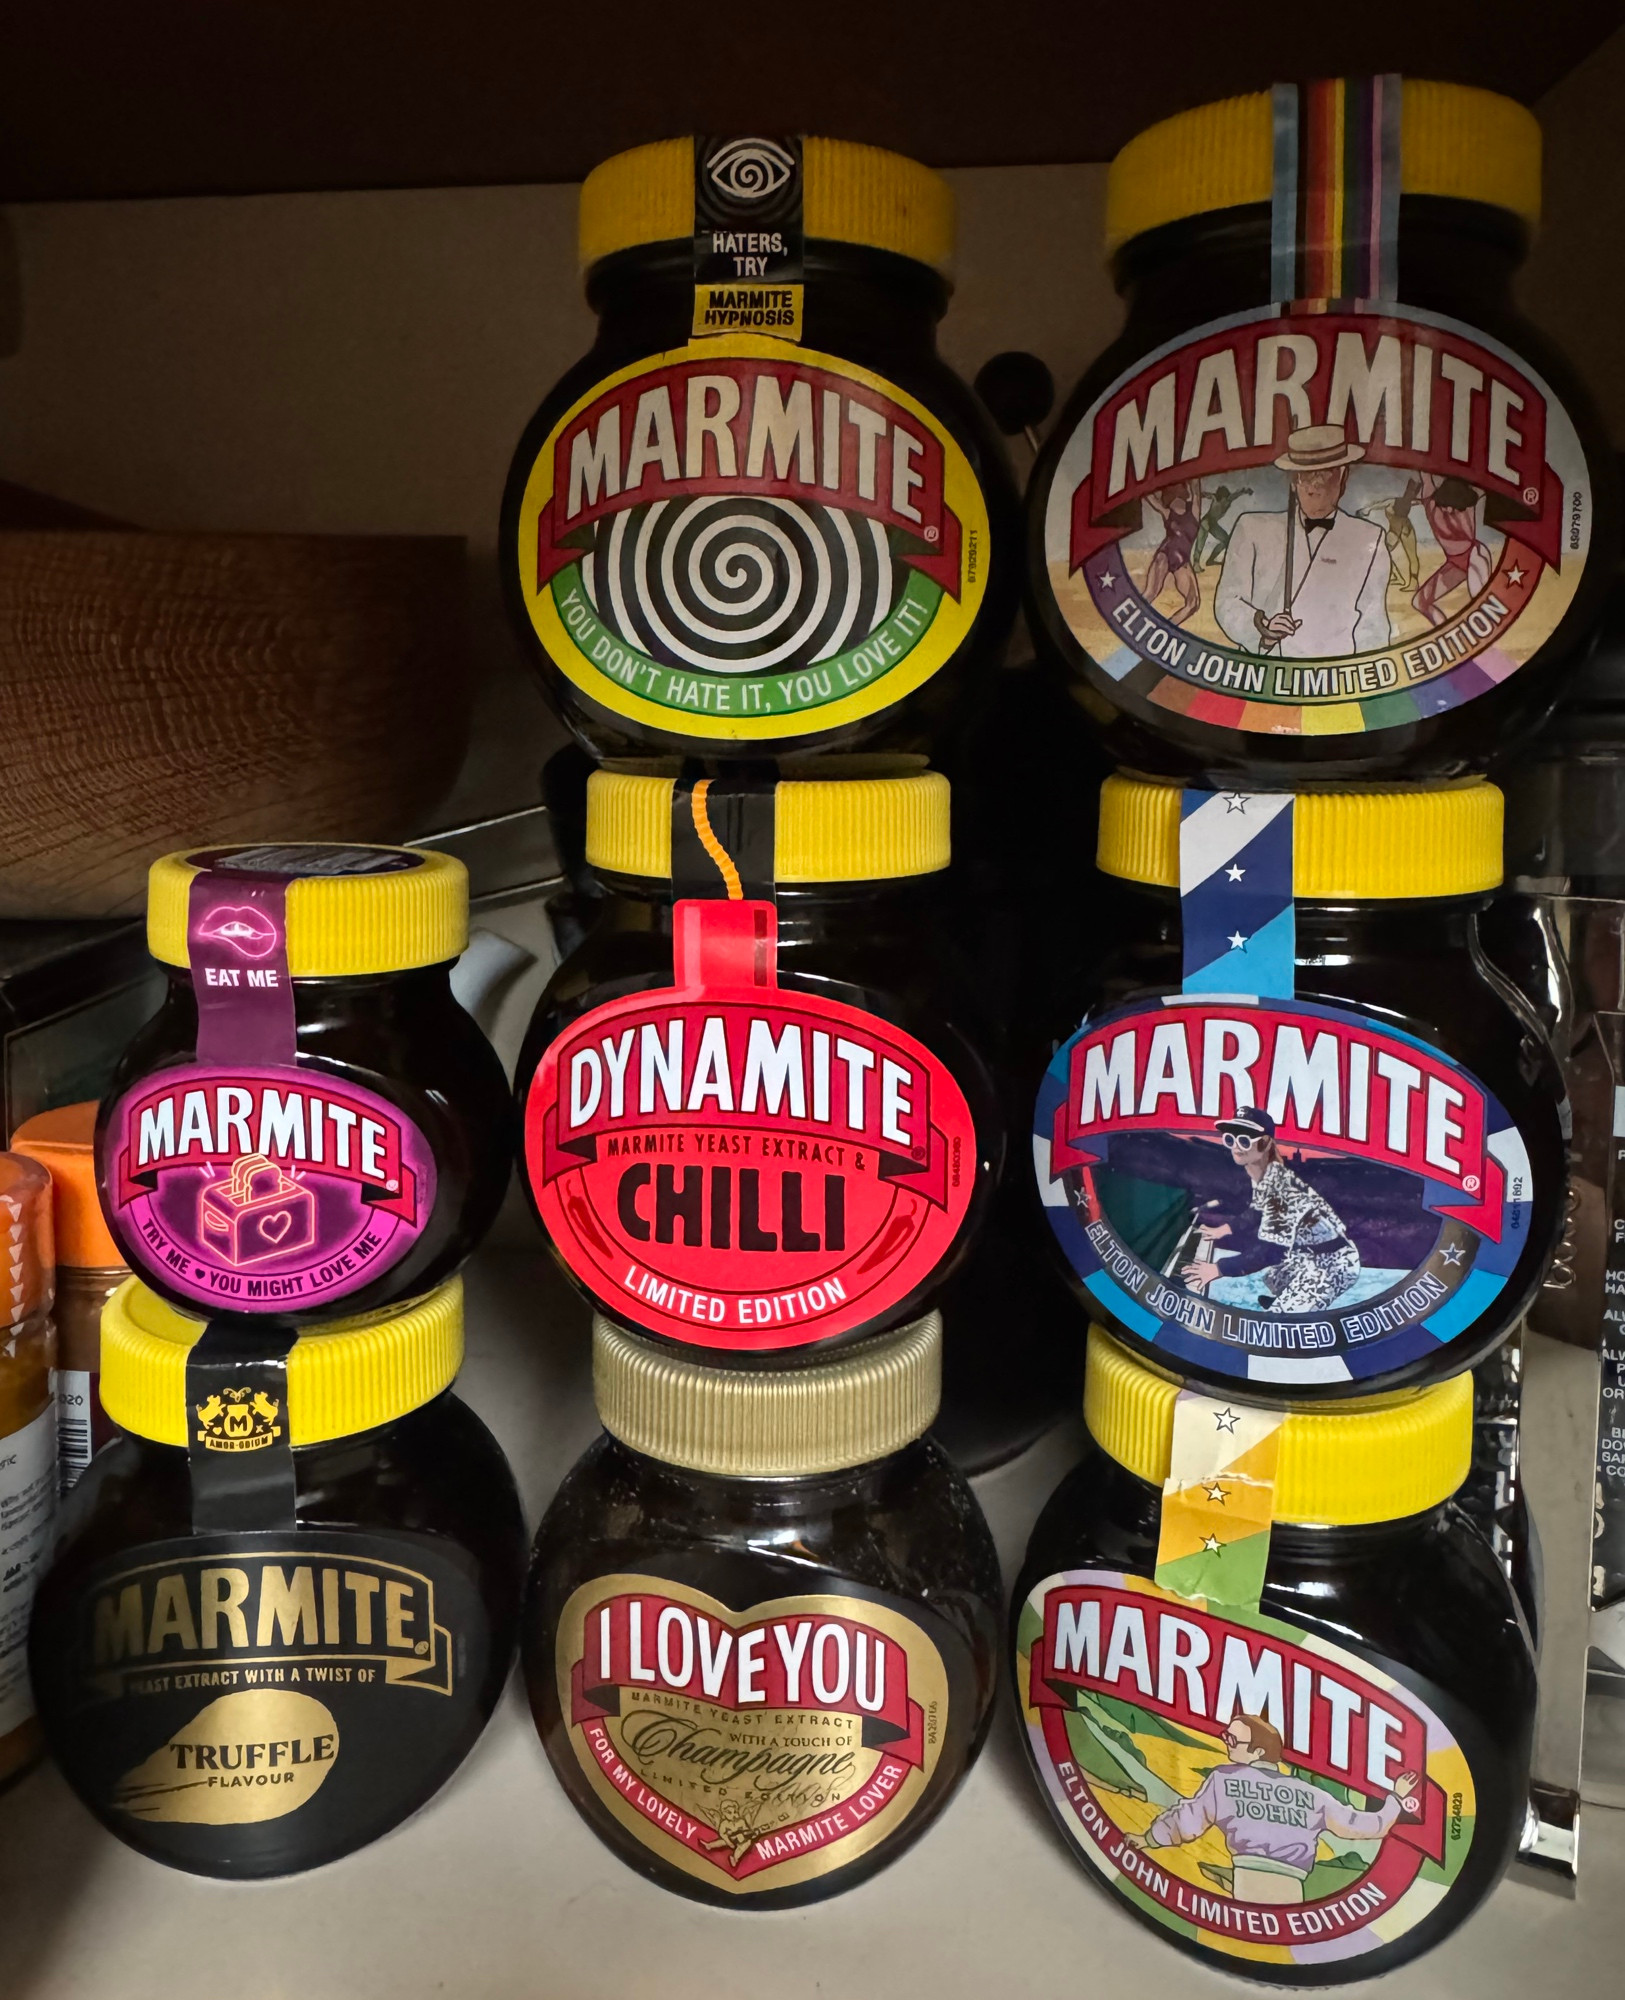 HATERS,
TRY
MARMITE
HYPNOSIS
MARMITE®
YOU DON'T HATE IT, YOU LOVE IT!
67929211
MARMITE®
ELTON JOHN LIMITED EDITION
EAT ME
MARMITE®
TRY ME ♥ YOU MIGHT LOVE ME
DYNAMITE®
MARMITE YEAST EXTRACT &
CHILLI
LIMITED EDITION
MARMITE®
ELTON JOHN LIMITED EDITION
M
AMOR-ODIUM
MARMITE®
YEAST EXTRACT WITH A TWIST OF
TRUFFLE
FLAVOUR
I LOVE YOU
MARMITE YEAST EXTRACT
WITH A TOUCH OF
Champagne
LIMITED EDITION
FOR MY LOVELY MARMITE LOVER
MARMITE®
ELTON
JOHN
ELTON JOHN LIMITED EDITION
020